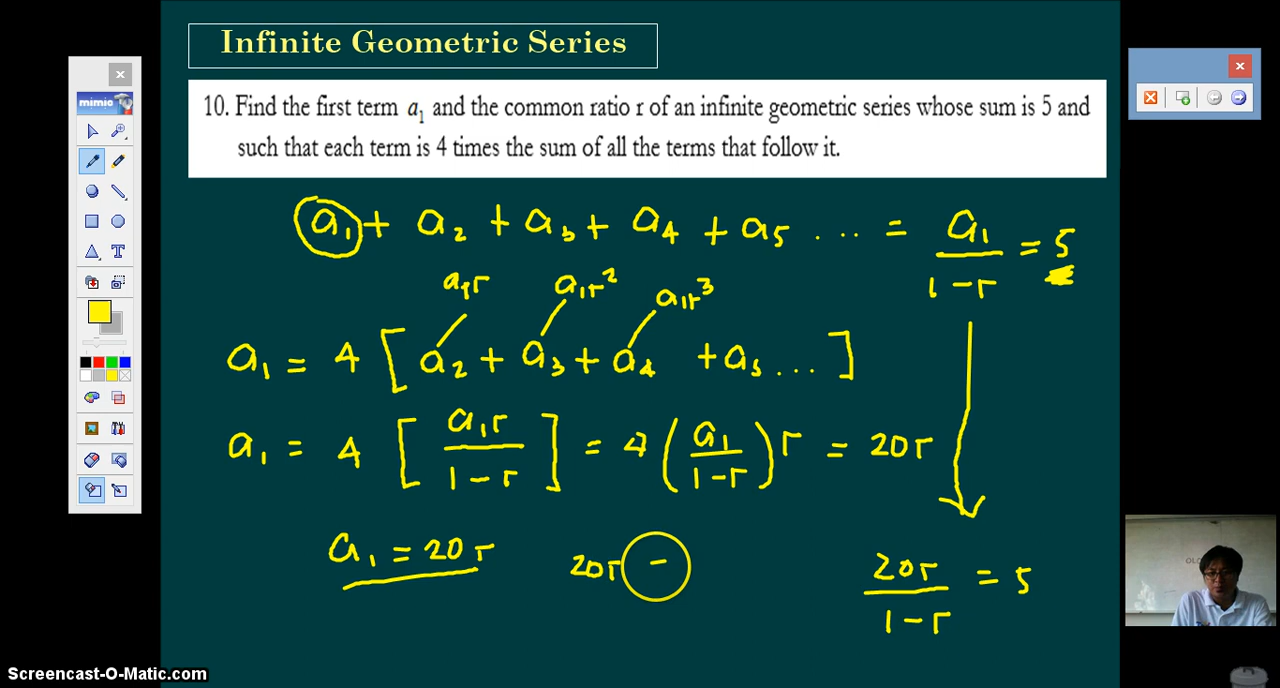 Infinite Geometric Series
mimio
10. Find the first term a₁ and the common ratio r of an infinite geometric series whose sum is 5 and
such that each term is 4 times the sum of all the terms that follow it.
a₁ + a₂ + a₃ + a₄ + a₅ ... = a₁/(1-r) = 5
a₁r a₁r² a₁r³
a₁ = 4 [a₂ + a₃ + a₄ + a₅ ...]
a₁ = 4 [a₁r/(1-r)] = 4 (a₁/(1-r)) r = 20r
a₁ = 20r 20r = 20r/(1-r) = 5
Screencast-O-Matic.com